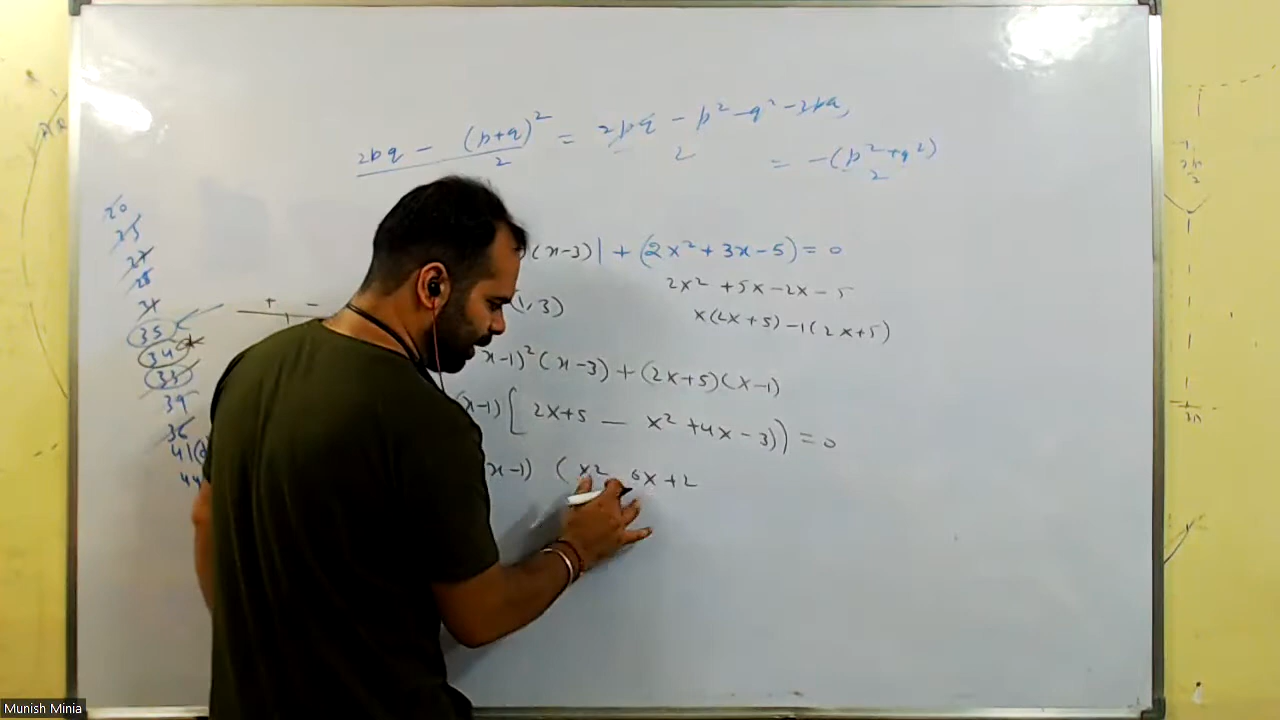 2pq - (p+q)²/2 = 2pq - p² - q² - 2pq, / 2 = -(p²+q²)/2
(x-3)| + (2x²+3x-5) = 0
2x² +5x-2x-5
x(2x+5) -1(2x+5)
+ -
(1,3)
x-1)²(x-3) + (2x+5)(x-1)
(x-1) [ 2x+5 — x² +4x-3)) = 0
x-1) (x² 6x+2
20
25
27
28
31
35
34
33
39
36
41(
44
Munish Minia